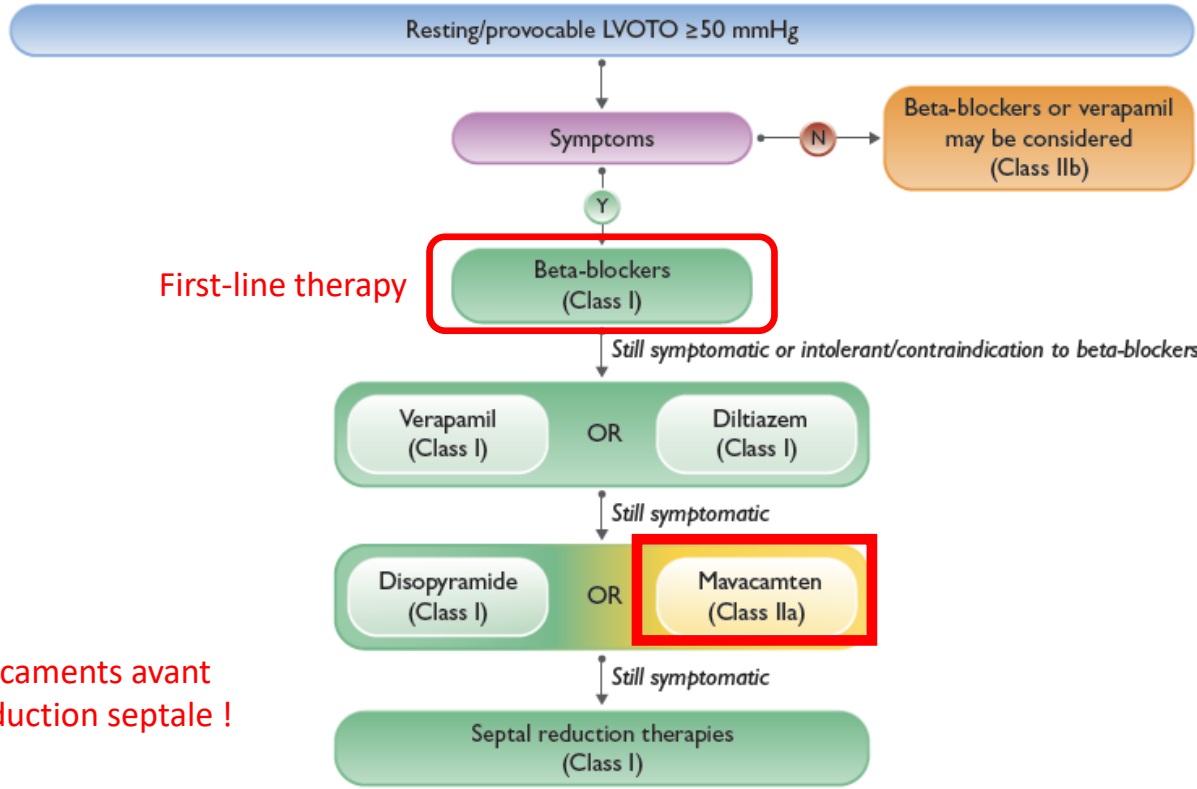 Resting/provocable LVOTO ≥50 mmHg
Symptoms
N
Beta-blockers or verapamil
may be considered
(Class IIb)
Y
First-line therapy
Beta-blockers
(Class I)
Still symptomatic or intolerant/contraindication to beta-blockers
Verapamil
(Class I)
OR
Diltiazem
(Class I)
Still symptomatic
Disopyramide
(Class I)
OR
Mavacamten
(Class IIa)
caments avant
duction septale !
Still symptomatic
Septal reduction therapies
(Class I)